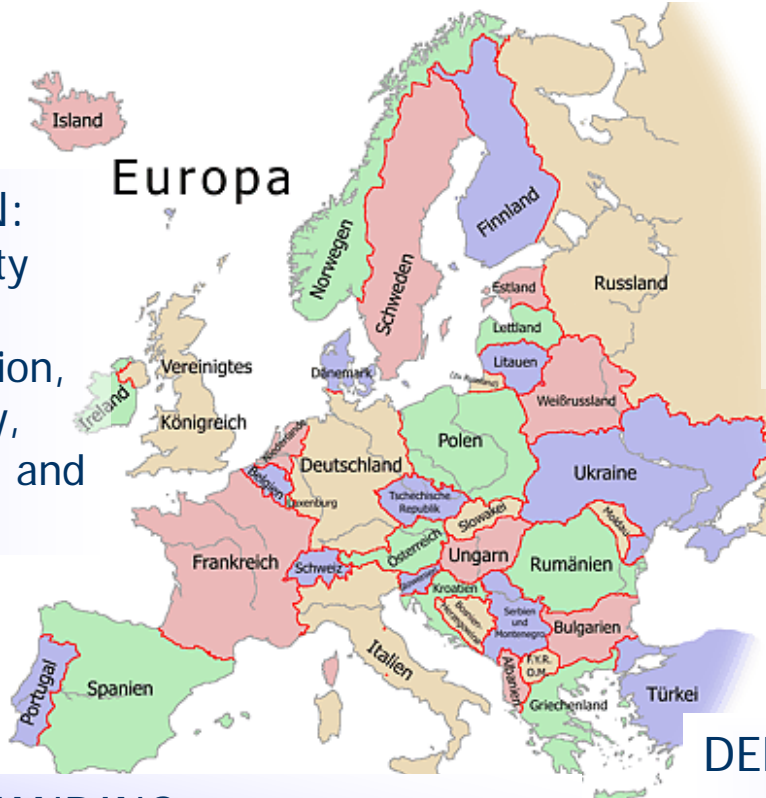 Island
Europa
N:
ty
ion,
y,
and
Norwegen
Schweden
Finnland
Russland
Estland
Lettland
Litauen
Weißrussland
Dänemark
Vereinigtes
Königreich
Ireland
Niederlande
Belgien
Luxenburg
Deutschland
Polen
Tschechische
Republik
Slowakei
Ukraine
Moldau
Frankreich
Schweiz
Österreich
Ungarn
Rumänien
Slowenien
Kroatien
Bosnien-
Herzegowina
Serbien
und
Montenegro
Bulgarien
Albanien
F.Y.R.
O.M.
Griechenland
Türkei
Italien
Portugal
Spanien